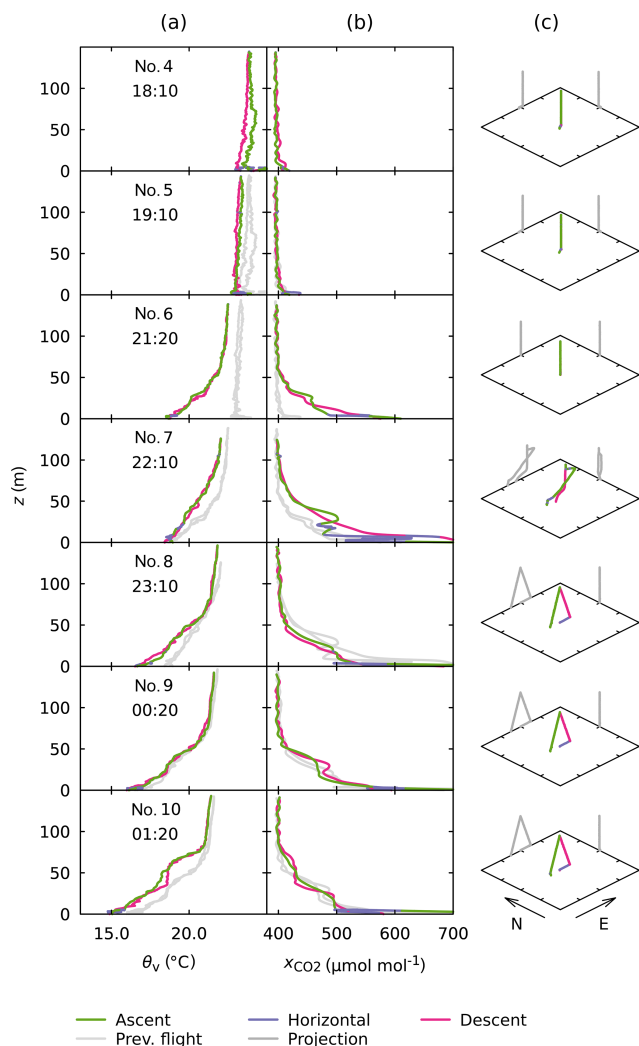 (a) (b) (c)
No. 4
18:10
100
50
0
No. 5
19:10
100
50
0
No. 6
21:20
100
50
0
No. 7
22:10
100
50
0
z (m)
No. 8
23:10
100
50
0
No. 9
00:20
100
50
0
No. 10
01:20
100
50
0
N E
15.0 20.0 400 500 600 700
θv (°C) xCO2 (µmol mol⁻¹)
Ascent Horizontal Descent
Prev. flight Projection